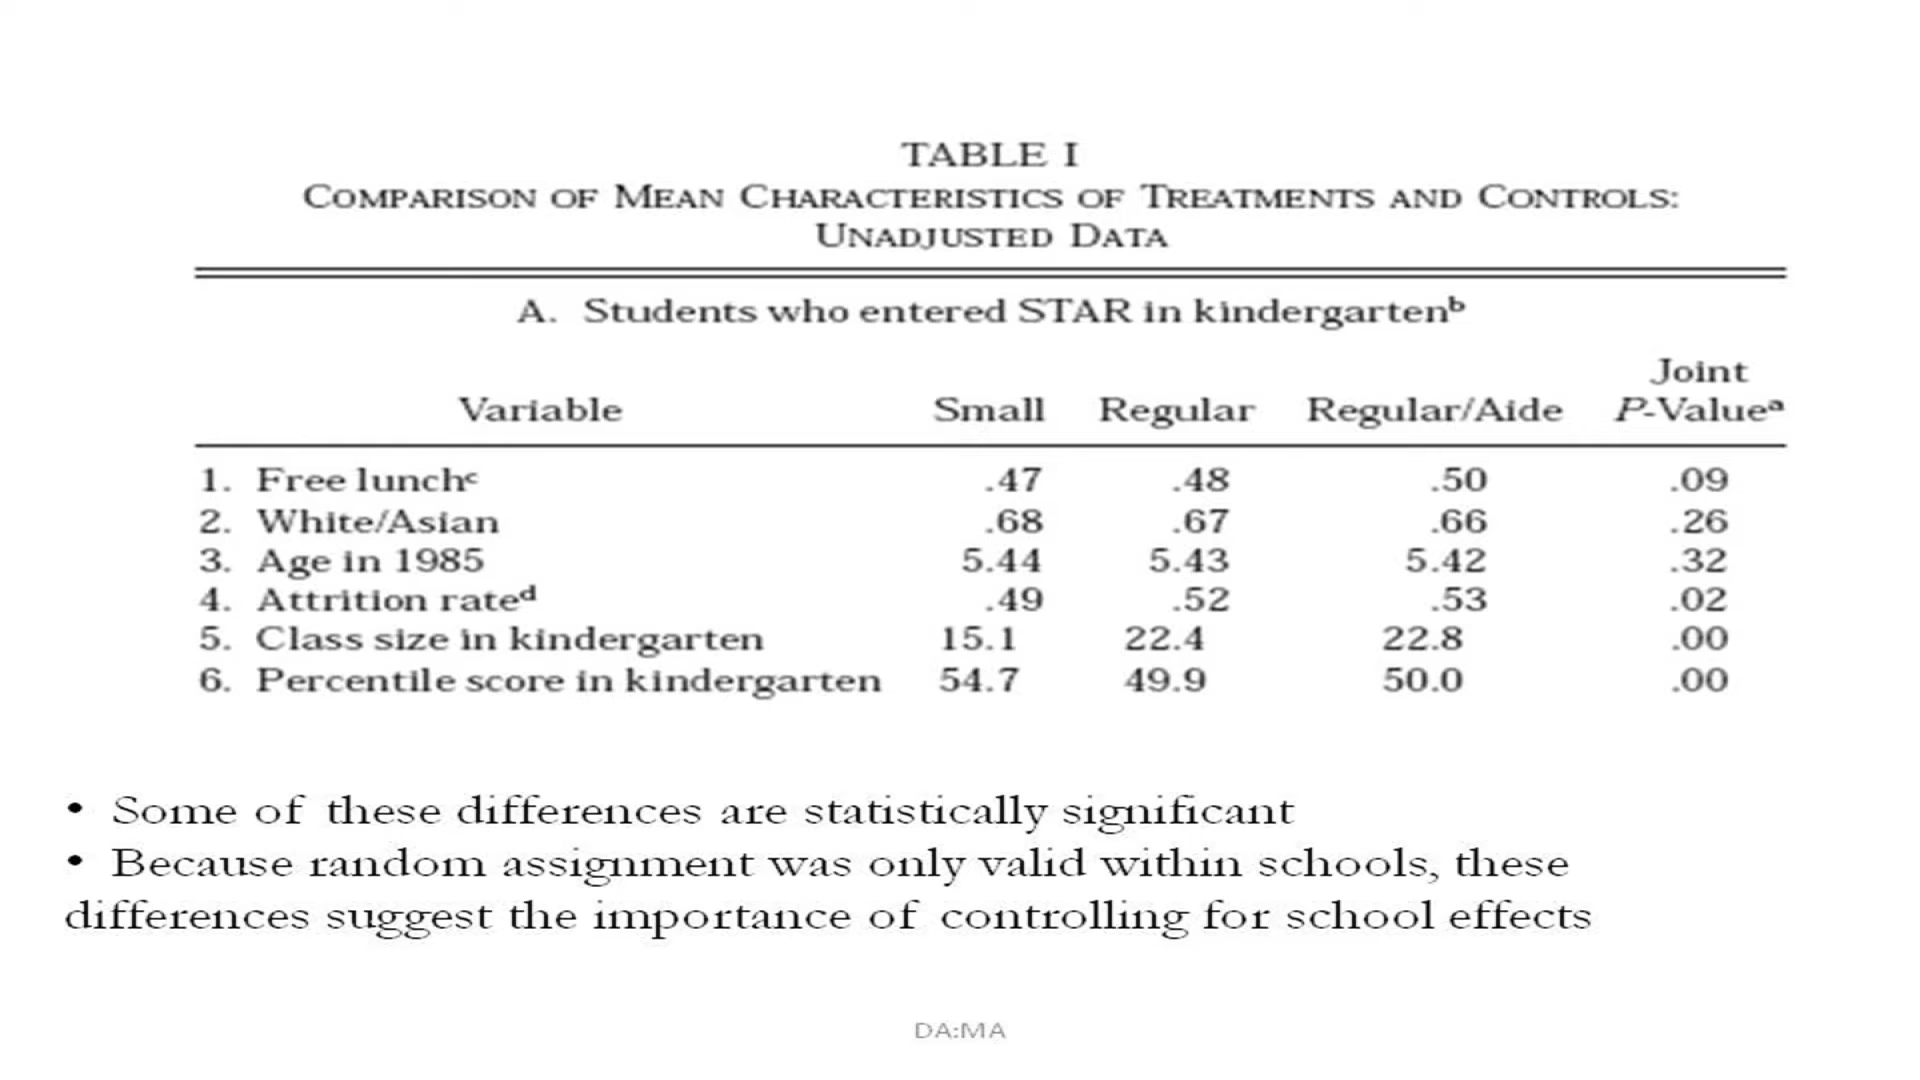 TABLE I
COMPARISON OF MEAN CHARACTERISTICS OF TREATMENTS AND CONTROLS:
UNADJUSTED DATA
A. Students who entered STAR in kindergartenᵇ
Joint
Variable Small Regular Regular/Aide P-Valueᵃ
1. Free lunchᶜ .47 .48 .50 .09
2. White/Asian .68 .67 .66 .26
3. Age in 1985 5.44 5.43 5.42 .32
4. Attrition rateᵈ .49 .52 .53 .02
5. Class size in kindergarten 15.1 22.4 22.8 .00
6. Percentile score in kindergarten 54.7 49.9 50.0 .00
• Some of these differences are statistically significant
• Because random assignment was only valid within schools, these
differences suggest the importance of controlling for school effects
DA:MA